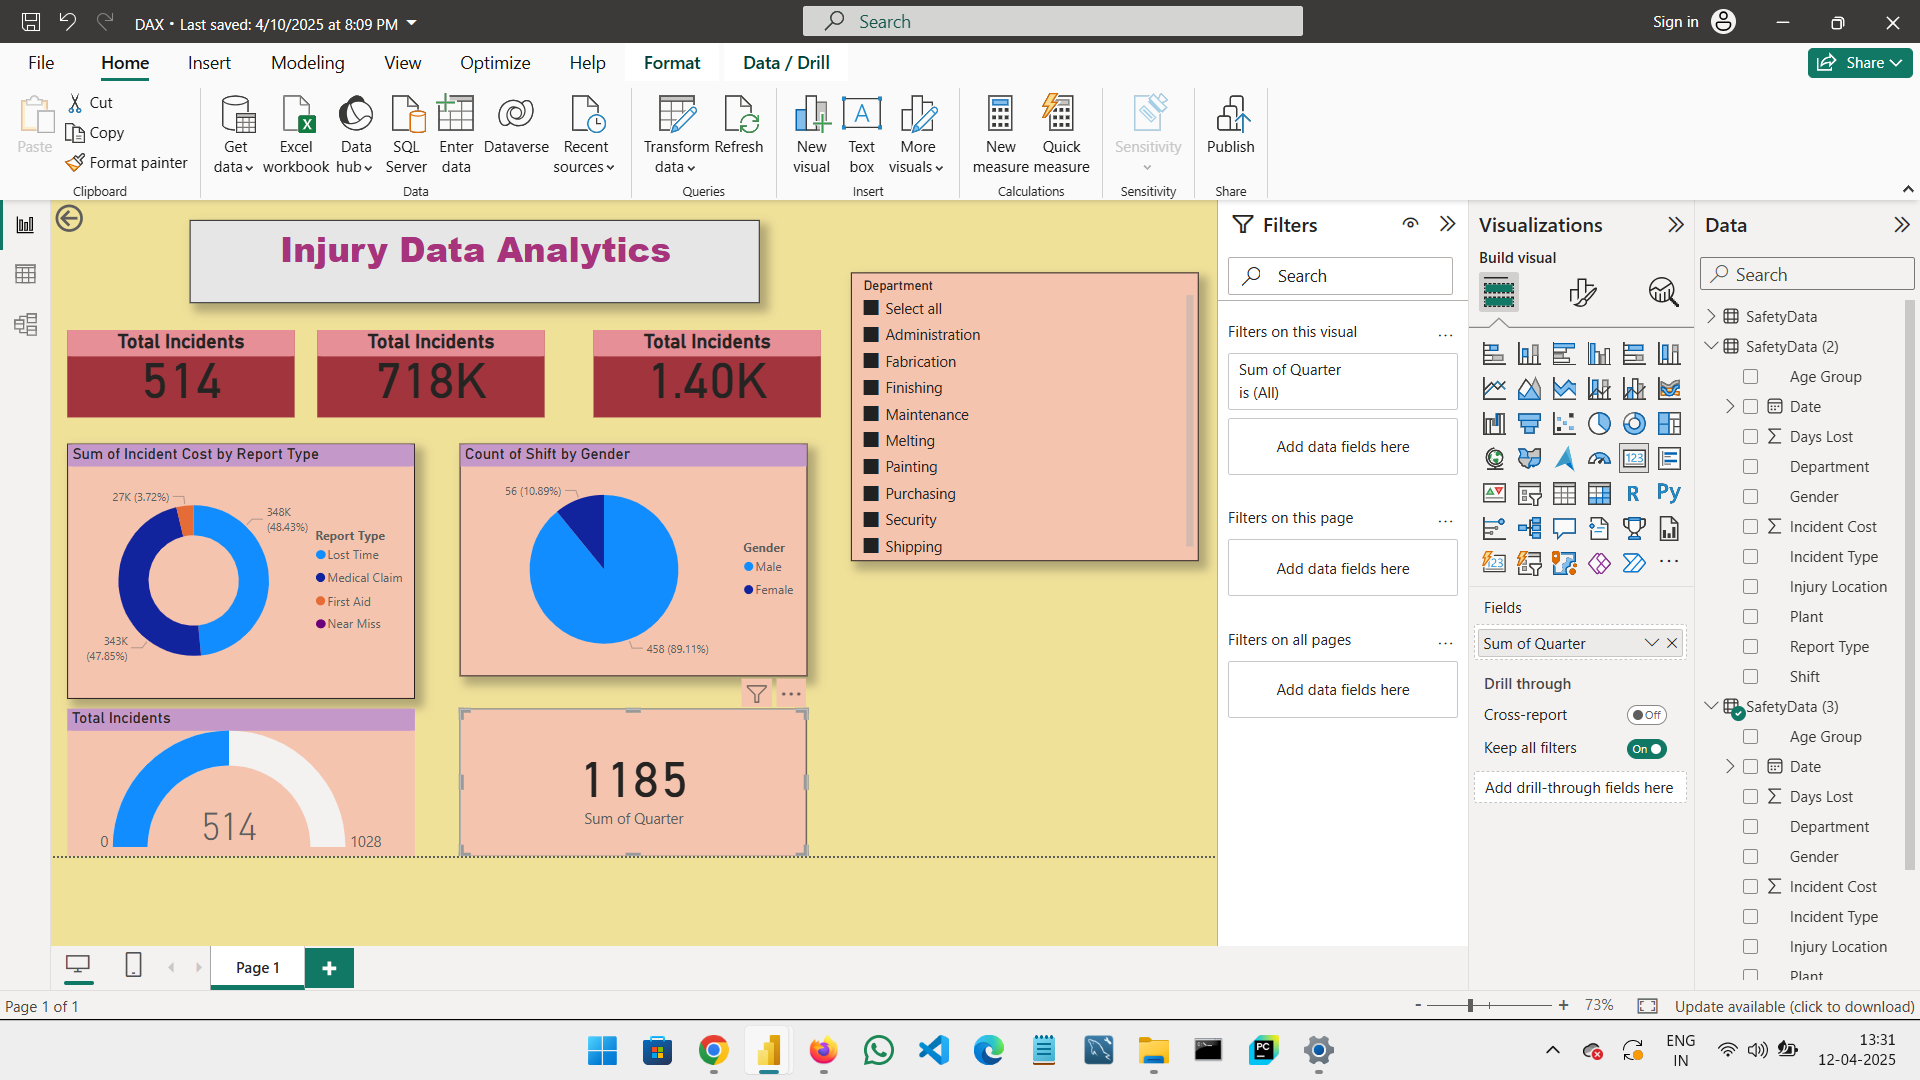 DAX • Last saved: 4/10/2025 at 8:09 PM
Search
Sign in
File
Home
Insert
Modeling
View
Optimize
Help
Format
Data / Drill
Share
Paste
Cut
Copy
Format painter
Clipboard
Get data
Excel workbook
Data hub
SQL Server
Enter data
Dataverse
Recent sources
Data
Transform data
Refresh
Queries
New visual
Text box
More visuals
Insert
New measure
Quick measure
Calculations
Sensitivity
Sensitivity
Publish
Share
Injury Data Analytics
Total Incidents
514
Total Incidents
718K
Total Incidents
1.40K
Department
Select all
Administration
Fabrication
Finishing
Maintenance
Melting
Painting
Purchasing
Security
Shipping
Sum of Incident Cost by Report Type
27K (3.72%)
348K
(48.43%)
343K
(47.85%)
Report Type
Lost Time
Medical Claim
First Aid
Near Miss
Count of Shift by Gender
56 (10.89%)
458 (89.11%)
Gender
Male
Female
Total Incidents
0
514
1028
1185
Sum of Quarter
Filters
Search
Filters on this visual
...
Sum of Quarter
is (All)
Add data fields here
Filters on this page
...
Add data fields here
Filters on all pages
...
Add data fields here
Visualizations
Build visual
123
R
Py
123
...
Fields
Sum of Quarter
Drill through
Cross-report
Off
Keep all filters
On
Add drill-through fields here
Data
Search
SafetyData
SafetyData (2)
Age Group
Date
Days Lost
Department
Gender
Incident Cost
Incident Type
Injury Location
Plant
Report Type
Shift
SafetyData (3)
Age Group
Date
Days Lost
Department
Gender
Incident Cost
Incident Type
Injury Location
Plant
Page 1
Page 1 of 1
- + 73%
Update available (click to download)
PC
ENG
IN
13:31
12-04-2025